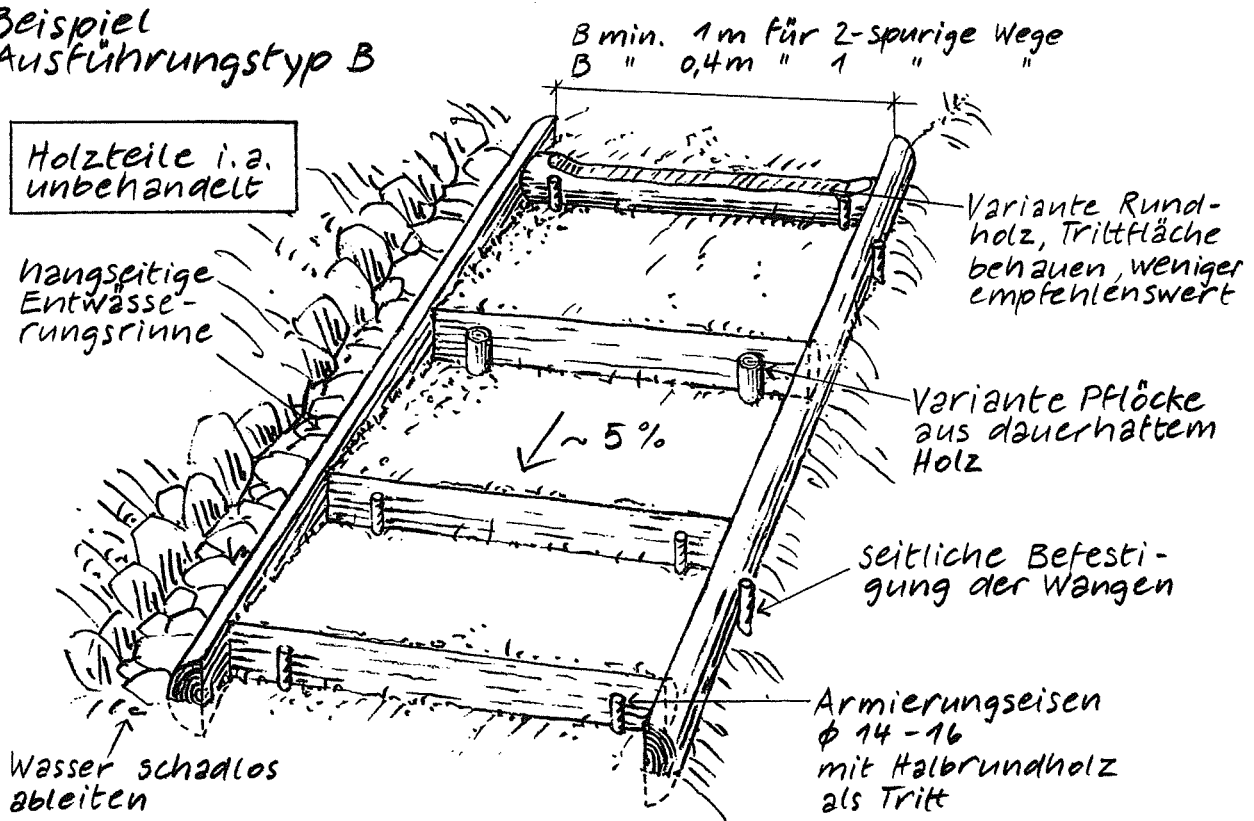 Beispiel
Ausführungstyp B
B min. 1m für 2-spurige Wege
B " 0,4m " 1 " "
Holzteile i.a.
unbehandelt
hangseitige
Entwässe-
rungsrinne
Variante Rund-
holz, Trittfläche
behauen, weniger
empfehlenswert
Variante Pflöcke
aus dauerhaftem
Holz
~ 5 %
seitliche Befesti-
gung der Wangen
Armierungseisen
ϕ 14 - 16
mit Halbrundholz
als Tritt
Wasser schadlos
ableiten